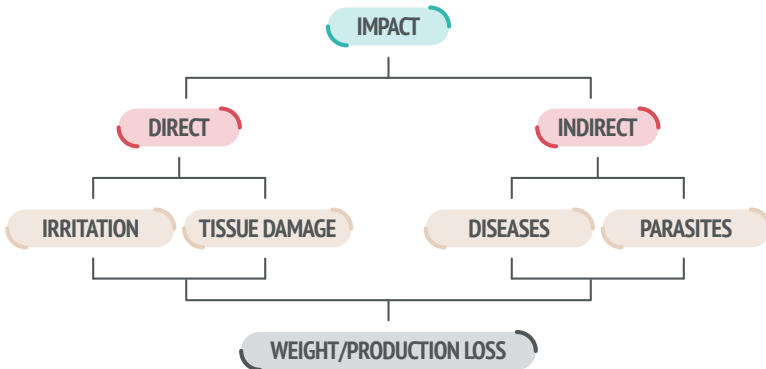 IMPACT
DIRECT
INDIRECT
IRRITATION
TISSUE DAMAGE
DISEASES
PARASITES
WEIGHT/PRODUCTION LOSS